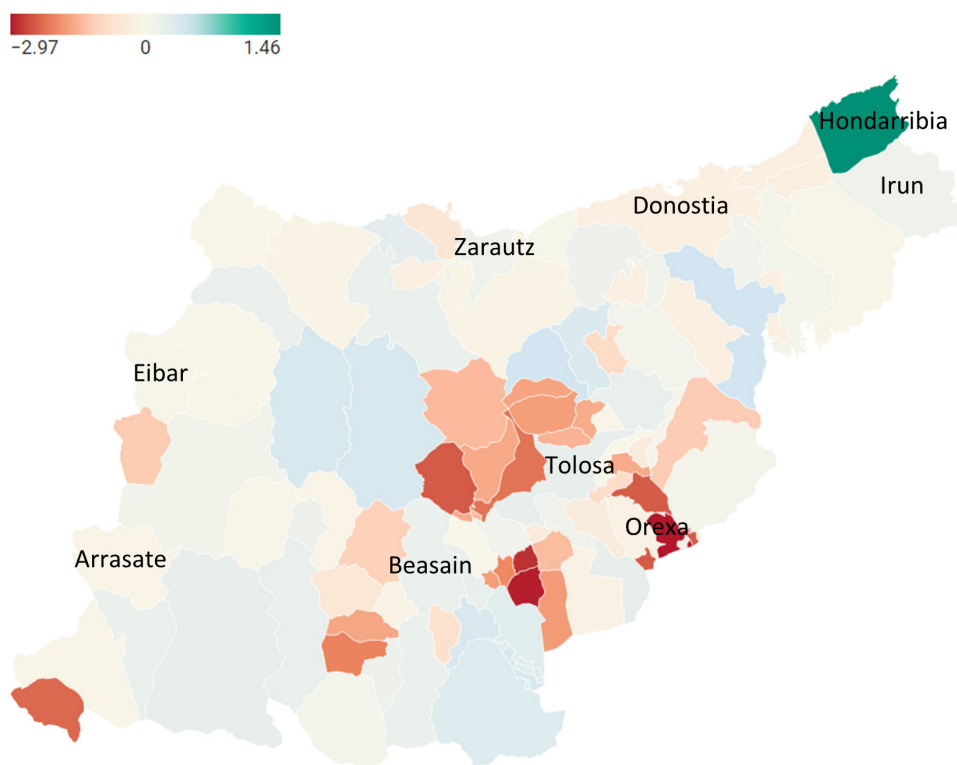 −2.97 0 1.46
Hondarribia
Irun
Donostia
Zarautz
Eibar
Tolosa
Orexa
Arrasate
Beasain